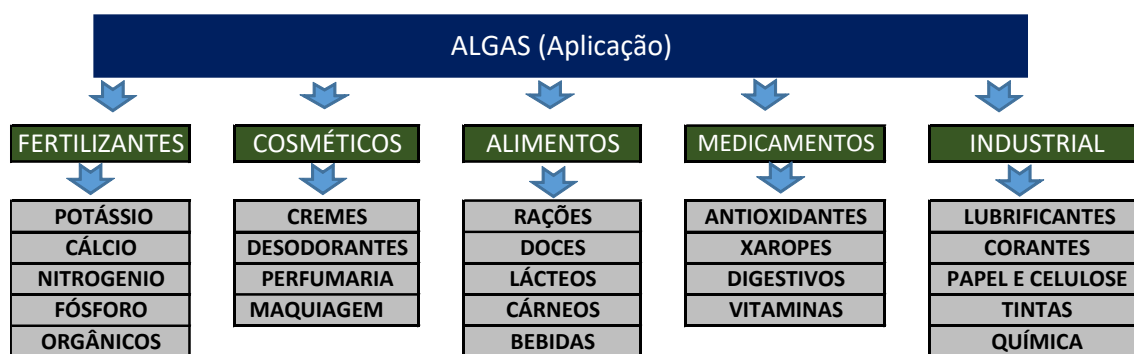 ALGAS (Aplicação)
FERTILIZANTES
POTÁSSIO
CÁLCIO
NITROGENIO
FÓSFORO
ORGÂNICOS
COSMÉTICOS
CREMES
DESODORANTES
PERFUMARIA
MAQUIAGEM
ALIMENTOS
RAÇÕES
DOCES
LÁCTEOS
CÁRNEOS
BEBIDAS
MEDICAMENTOS
ANTIOXIDANTES
XAROPES
DIGESTIVOS
VITAMINAS
INDUSTRIAL
LUBRIFICANTES
CORANTES
PAPEL E CELULOSE
TINTAS
QUÍMICA